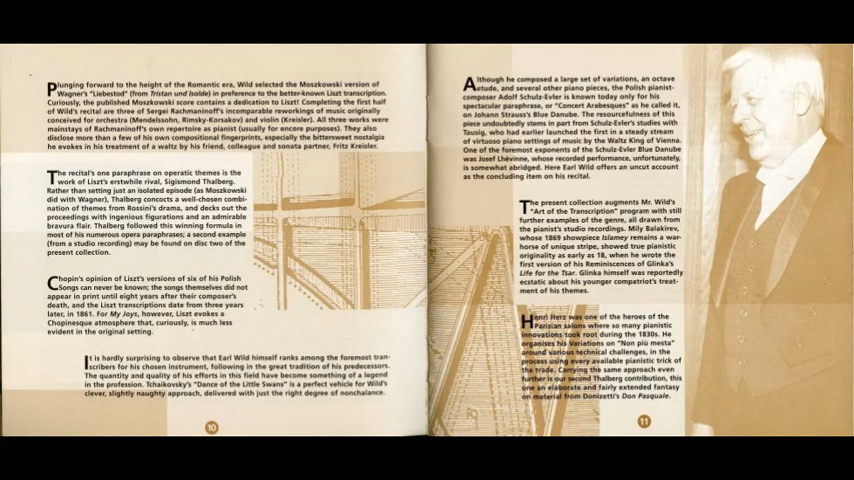 Plunging forward to the height of the Romantic era, Wild selected the Moszkowski version of
Wagner's "Liebestod" (from Tristan und Isolde) in preference to the better-known Liszt transcription.
Curiously, the published Moszkowski score contains a dedication to Liszt! Completing the first half
of Wild's recital are three of Sergei Rachmaninoff's incomparable reworkings of music originally
conceived for orchestra (Mendelssohn, Rimsky-Korsakov) and violin (Kreisler). All three works were
mainstays of Rachmaninoff's own repertoire as pianist (usually for encore purposes). They also
disclose more than a few of his own compositional fingerprints, especially the bittersweet nostalgia
he evokes in his treatment of a waltz by his friend, colleague and sonata partner, Fritz Kreisler.
The recital's one paraphrase on operatic themes is the
work of Liszt's erstwhile rival, Sigismond Thalberg.
Rather than setting just an isolated episode (as Moszkowski
did with Wagner), Thalberg concocts a well-chosen combi-
nation of themes from Rossini's drama, and decks out the
proceedings with ingenious figurations and an admirable
bravura flair. Thalberg followed this winning formula in
most of his numerous opera paraphrases; a second example
(from a studio recording) may be found on disc two of the
present collection.
Chopin's opinion of Liszt's versions of six of his Polish
Songs can never be known; the songs themselves did not
appear in print until eight years after their composer's
death, and the Liszt transcriptions date from three years
later, in 1861. For My Joys, however, Liszt evokes a
Chopinesque atmosphere that, curiously, is much less
evident in the original setting.
It is hardly surprising to observe that Earl Wild himself ranks among the foremost tran-
scribers for his chosen instrument, following in the great tradition of his predecessors.
The quantity and quality of his efforts in this field have become something of a legend
in the profession. Tchaikovsky's "Dance of the Little Swans" is a perfect vehicle for Wild's
clever, slightly naughty approach, delivered with just the right degree of nonchalance.
10
Although he composed a large set of variations, an octave
etude, and several other piano pieces, the Polish pianist-
composer Adolf Schulz-Evler is known today only for his
spectacular paraphrase, or "Concert Arabesques" as he called it,
on Johann Strauss's Blue Danube. The resourcefulness of this
piece undoubtedly stems in part from Schulz-Evler's studies with
Tausig, who had earlier launched the first in a steady stream
of virtuoso piano settings of music by the Waltz King of Vienna.
One of the foremost exponents of the Schulz-Evler Blue Danube
was Josef Lhévinne, whose recorded performance, unfortunately,
is somewhat abridged. Here Earl Wild offers an uncut account
as the concluding item on his recital.
The present collection augments Mr. Wild's
"Art of the Transcription" program with still
further examples of the genre, all drawn from
the pianist's studio recordings. Mily Balakirev,
whose 1869 showpiece Islamey remains a war-
horse of unique stripe, showed true pianistic
originality as early as 18, when he wrote the
first version of his Reminiscences of Glinka's
Life for the Tsar. Glinka himself was reportedly
ecstatic about his younger compatriot's treat-
ment of his themes.
Henri Herz was one of the heroes of the
Parisian salons where so many pianistic
innovations took root during the 1830s. He
organises his Variations on "Non più mesta"
around various technical challenges, in the
process using every available pianistic trick of
the trade. Carrying the same approach even
further is our second Thalberg contribution, this
one an elaborate and fairly extended fantasy
on material from Donizetti's Don Pasquale.
11